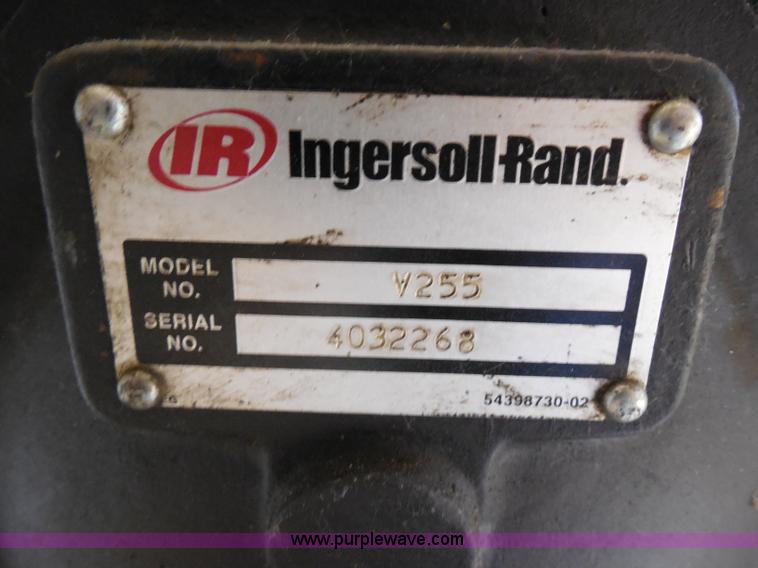 IR Ingersoll-Rand.
MODEL NO. V255
SERIAL NO. 4032268
54398730-02
www.purplewave.com